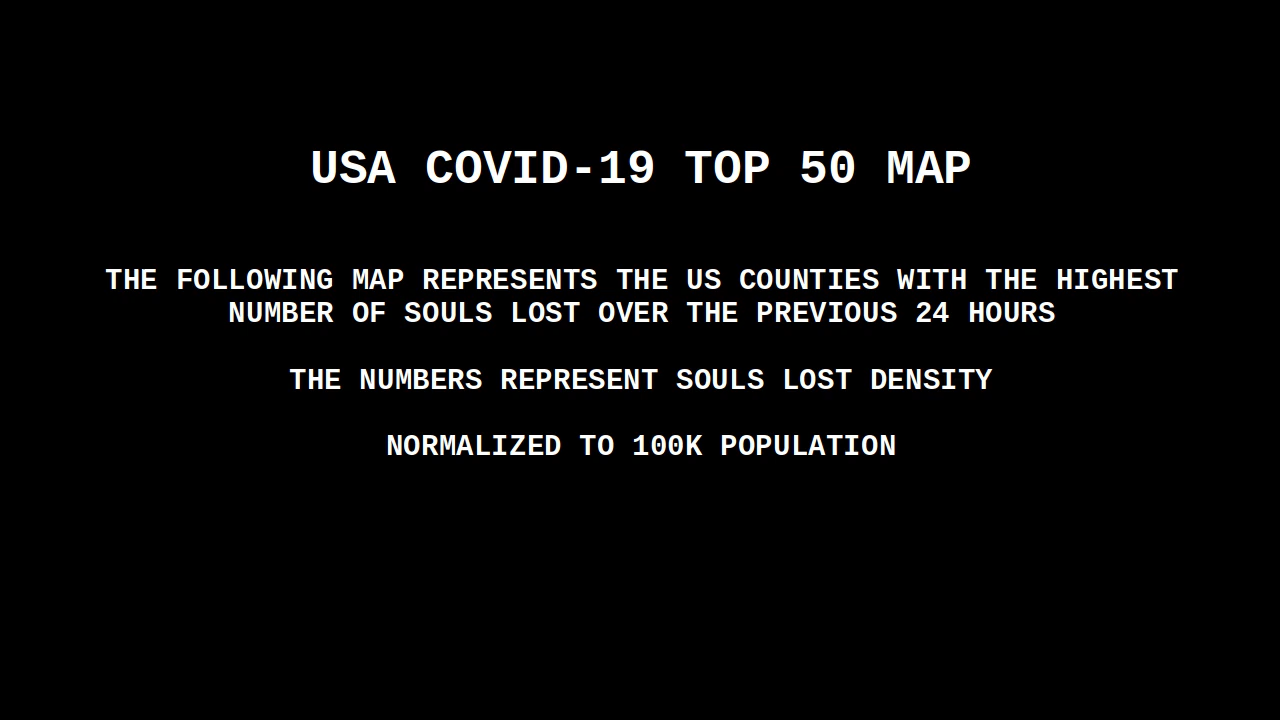 USA COVID-19 TOP 50 MAP
THE FOLLOWING MAP REPRESENTS THE US COUNTIES WITH THE HIGHEST
NUMBER OF SOULS LOST OVER THE PREVIOUS 24 HOURS
THE NUMBERS REPRESENT SOULS LOST DENSITY
NORMALIZED TO 100K POPULATION